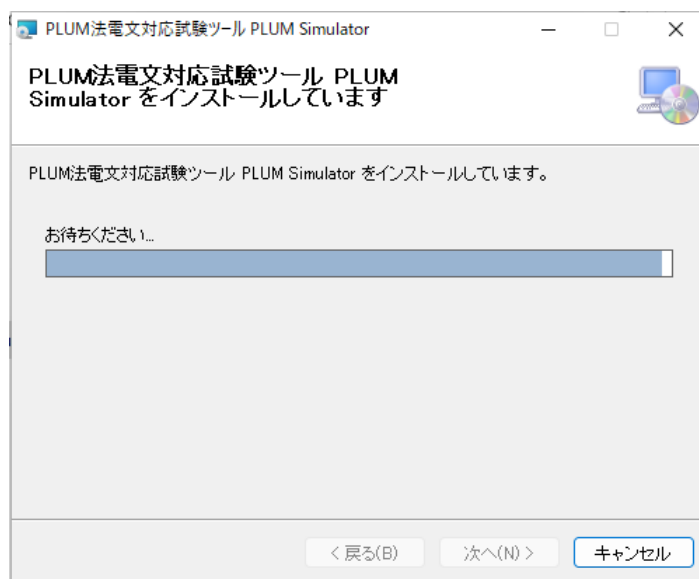 PLUM法電文対応試験ツール PLUM Simulator
PLUM法電文対応試験ツール PLUM
Simulator をインストールしています
PLUM法電文対応試験ツール PLUM Simulator をインストールしています。
お待ちください...
< 戻る(B)
次へ(N) >
キャンセル